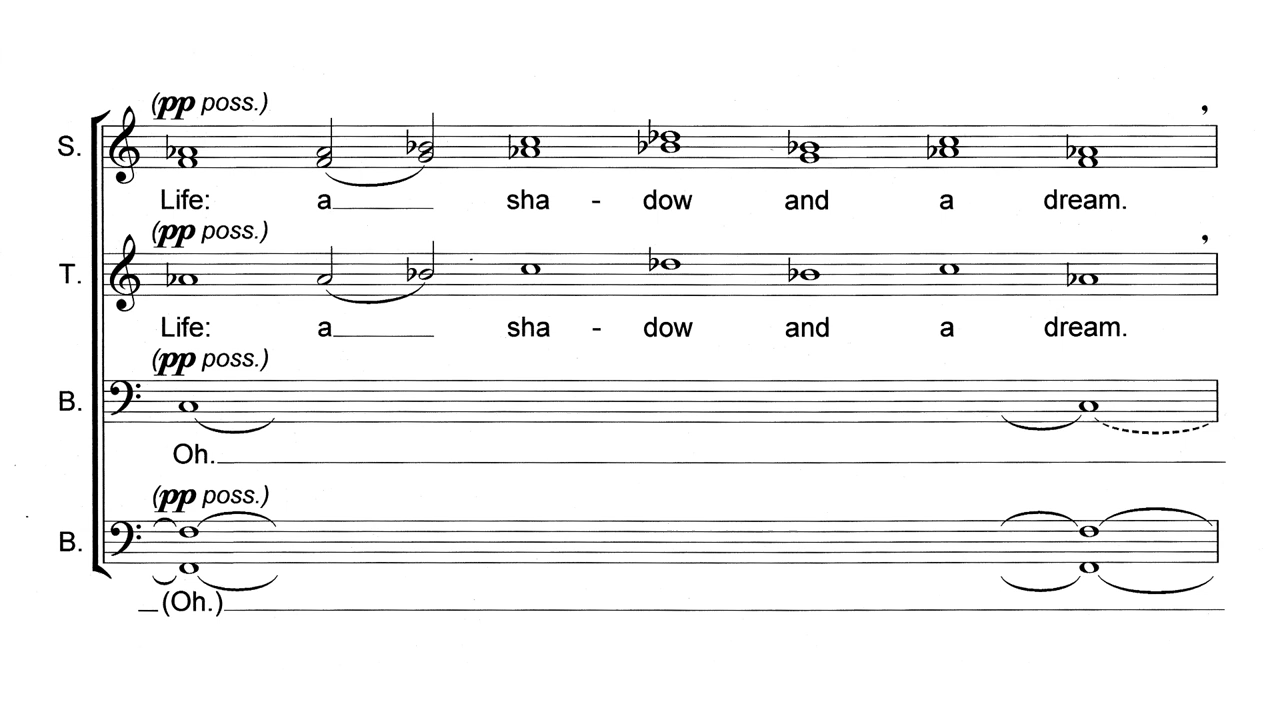 (pp poss.)
S.
Life: a sha - dow and a dream.
(pp poss.)
T.
Life: a sha - dow and a dream.
(pp poss.)
B.
Oh.
(pp poss.)
B.
(Oh.)